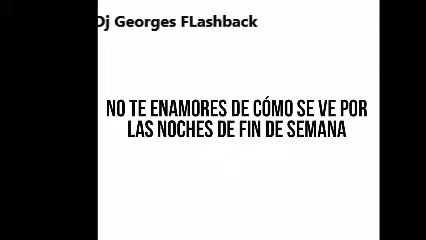 Dj Georges FLashback
NO TE ENAMORES DE CÓMO SE VE POR
LAS NOCHES DE FIN DE SEMANA